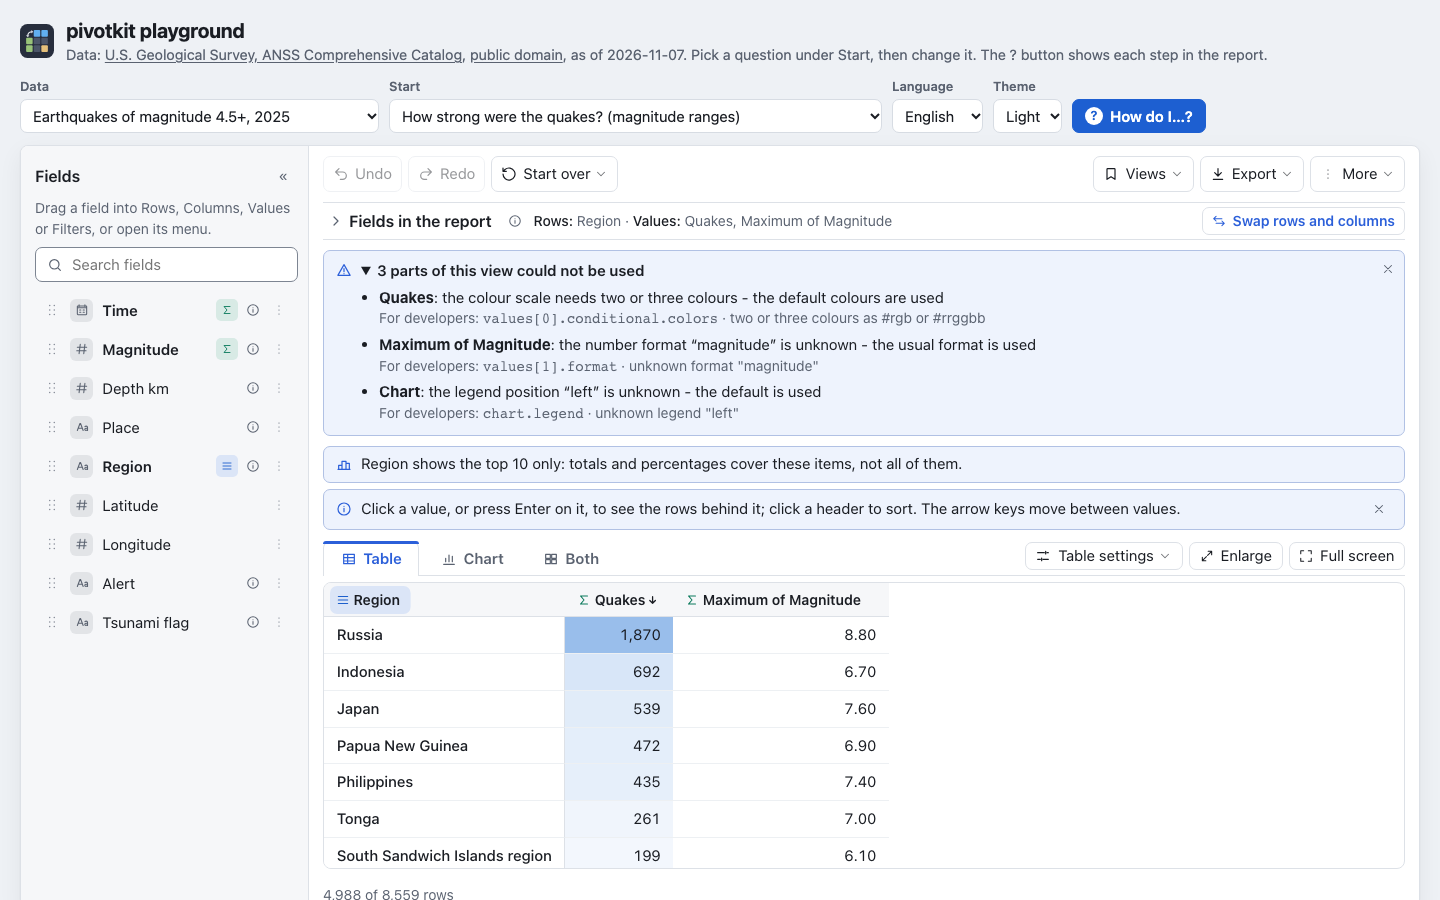 pivotkit playground
Data: U.S. Geological Survey, ANSS Comprehensive Catalog, public domain, as of 2026-11-07. Pick a question under Start, then change it. The ? button shows each step in the report.
Data
Start
Language
Theme
Earthquakes of magnitude 4.5+, 2025
How strong were the quakes? (magnitude ranges)
English
Light
? How do I...?
Fields
«
Drag a field into Rows, Columns, Values
or Filters, or open its menu.
Search fields
Time
Σ
# Magnitude
Σ
# Depth km
Aa Place
Aa Region
# Latitude
# Longitude
Aa Alert
Aa Tsunami flag
Undo
Redo
Start over
Views
Export
More
Fields in the report
Rows: Region · Values: Quakes, Maximum of Magnitude
Swap rows and columns
3 parts of this view could not be used
• Quakes: the colour scale needs two or three colours - the default colours are used
For developers: values[0].conditional.colors · two or three colours as #rgb or #rrggbb
• Maximum of Magnitude: the number format “magnitude” is unknown - the usual format is used
For developers: values[1].format · unknown format "magnitude"
• Chart: the legend position “left” is unknown - the default is used
For developers: chart.legend · unknown legend "left"
Region shows the top 10 only: totals and percentages cover these items, not all of them.
Click a value, or press Enter on it, to see the rows behind it; click a header to sort. The arrow keys move between values.
Table
Chart
Both
Table settings
Enlarge
Full screen
Region
Σ Quakes ↓
Σ Maximum of Magnitude
Russia 1,870 8.80
Indonesia 692 6.70
Japan 539 7.60
Papua New Guinea 472 6.90
Philippines 435 7.40
Tonga 261 7.00
South Sandwich Islands region 199 6.10
4,988 of 8,559 rows